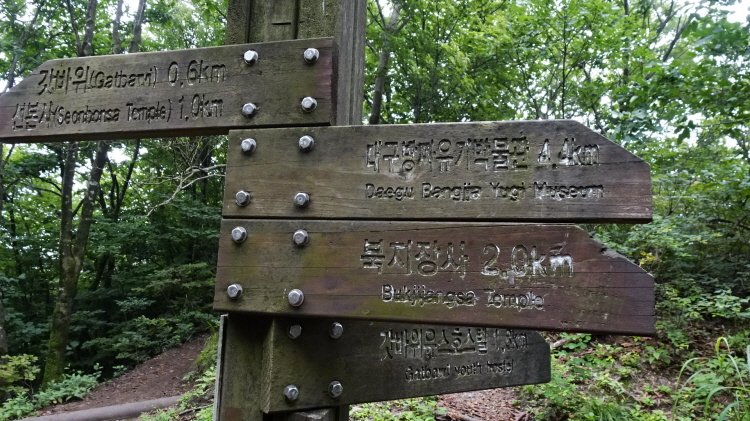 갓바위(Gatbawi) 0.6km
선본사(Seonbonsa Temple) 1.0km
대구방짜유기박물관 4.4km
Daegu Bangjja Yugi Museum
북지장사 2.0km
Bukjijangsa Temple
갓바위유스호스텔
Gatbawi youth hostel